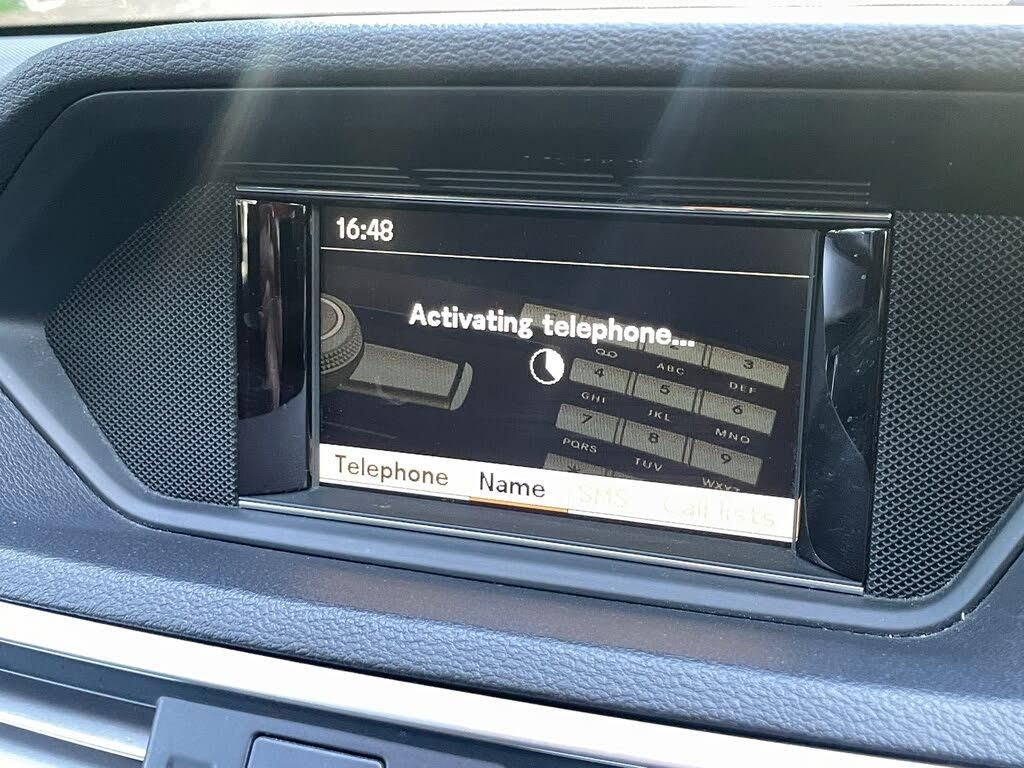 16:48
Activating telephone...
3
ABC
DEF
4
5
6
GHI
JKL
MNO
7
8
9
PQRS
TUV
WXYZ
*
Telephone Name SMS Call lists